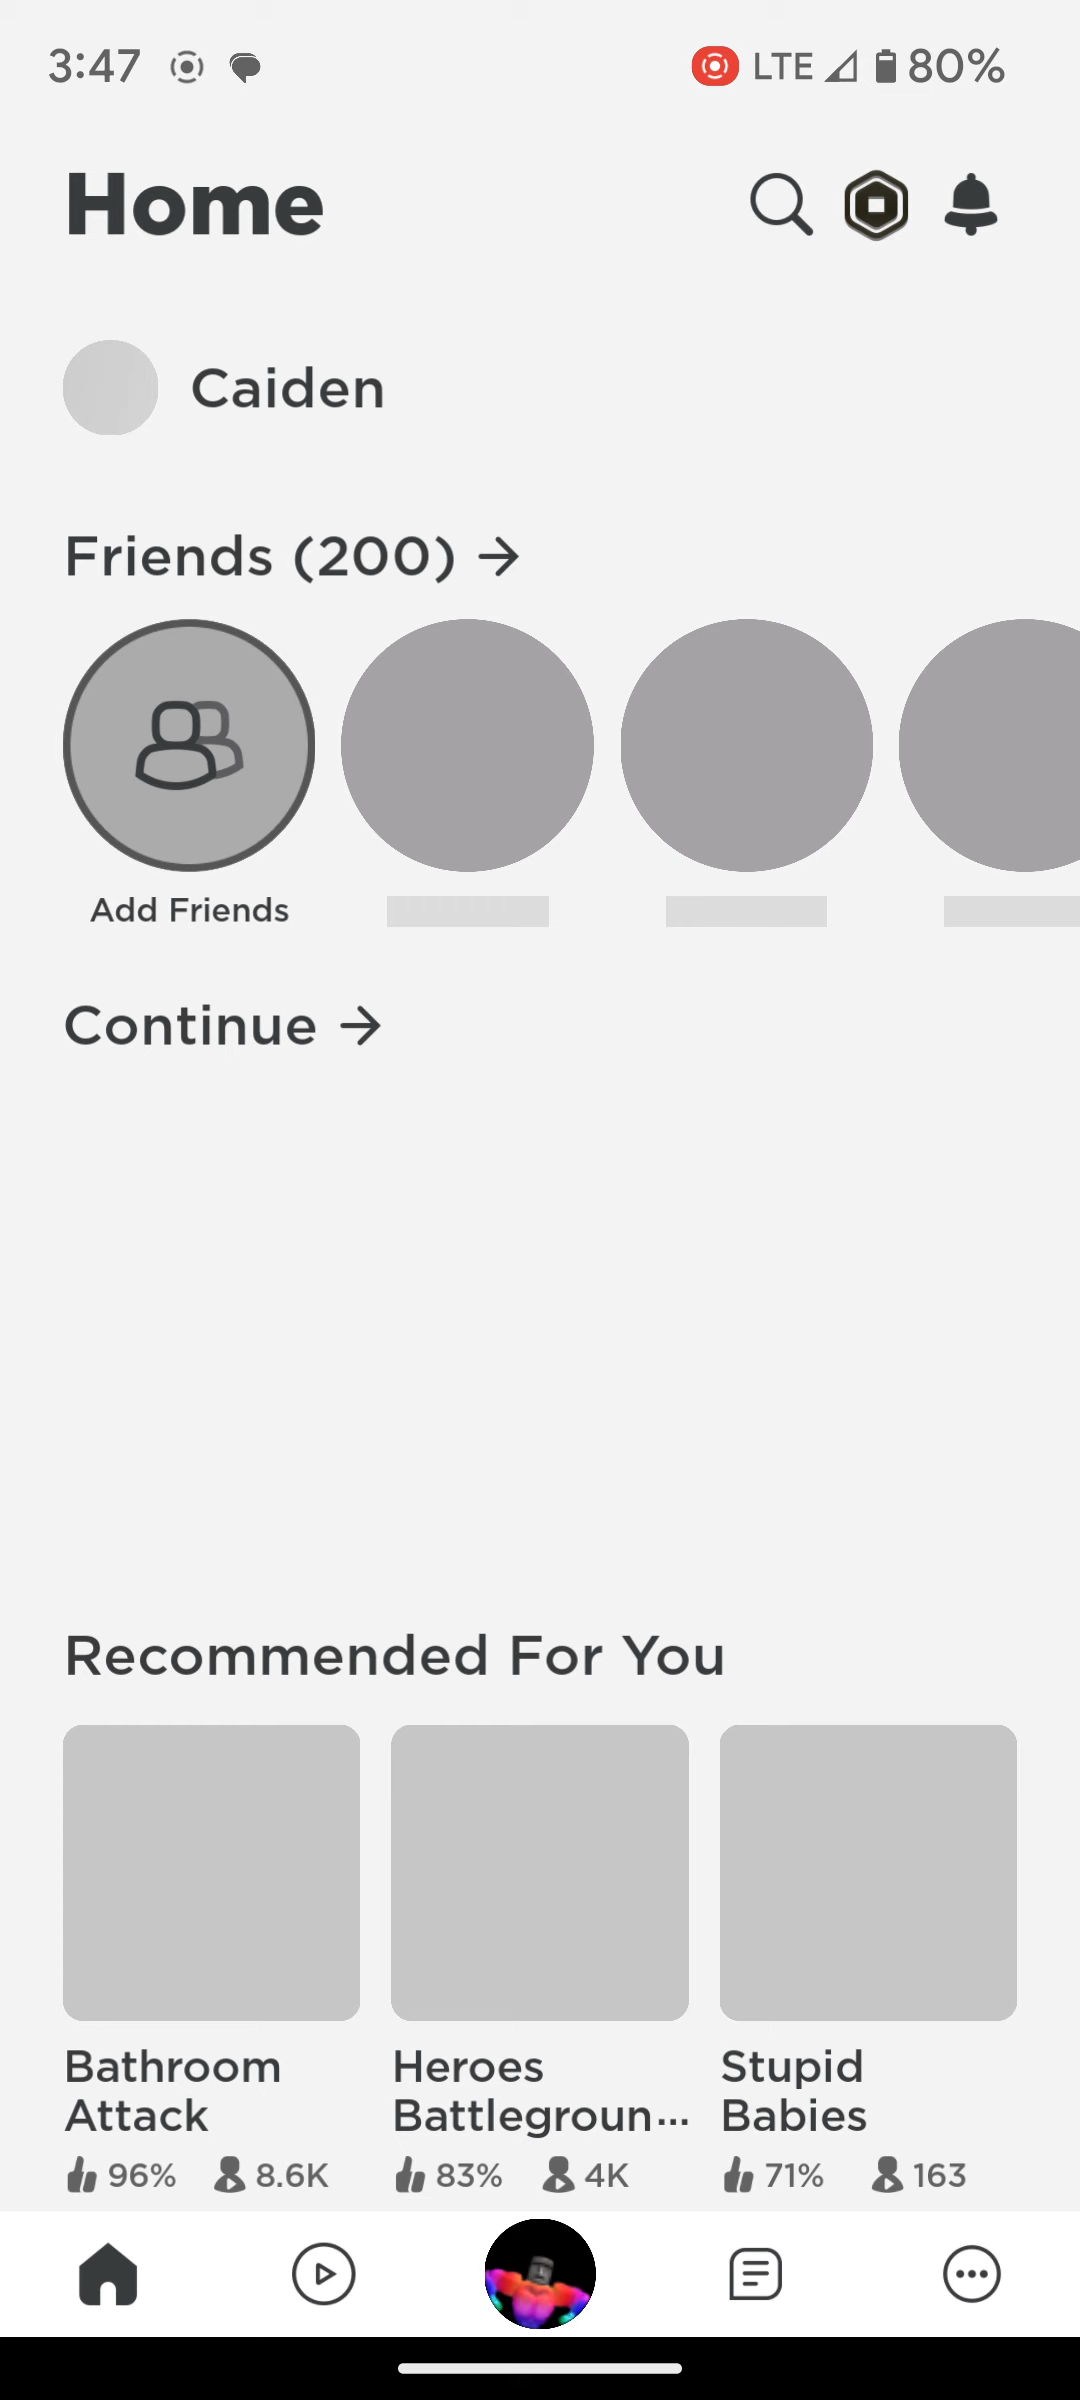 3:47 LTE 80%
Home
Caiden
Friends (200) →
Add Friends
Continue →
Recommended For You
Bathroom Attack
96% 8.6K
Heroes Battlegroun...
83% 4K
Stupid Babies
71% 163